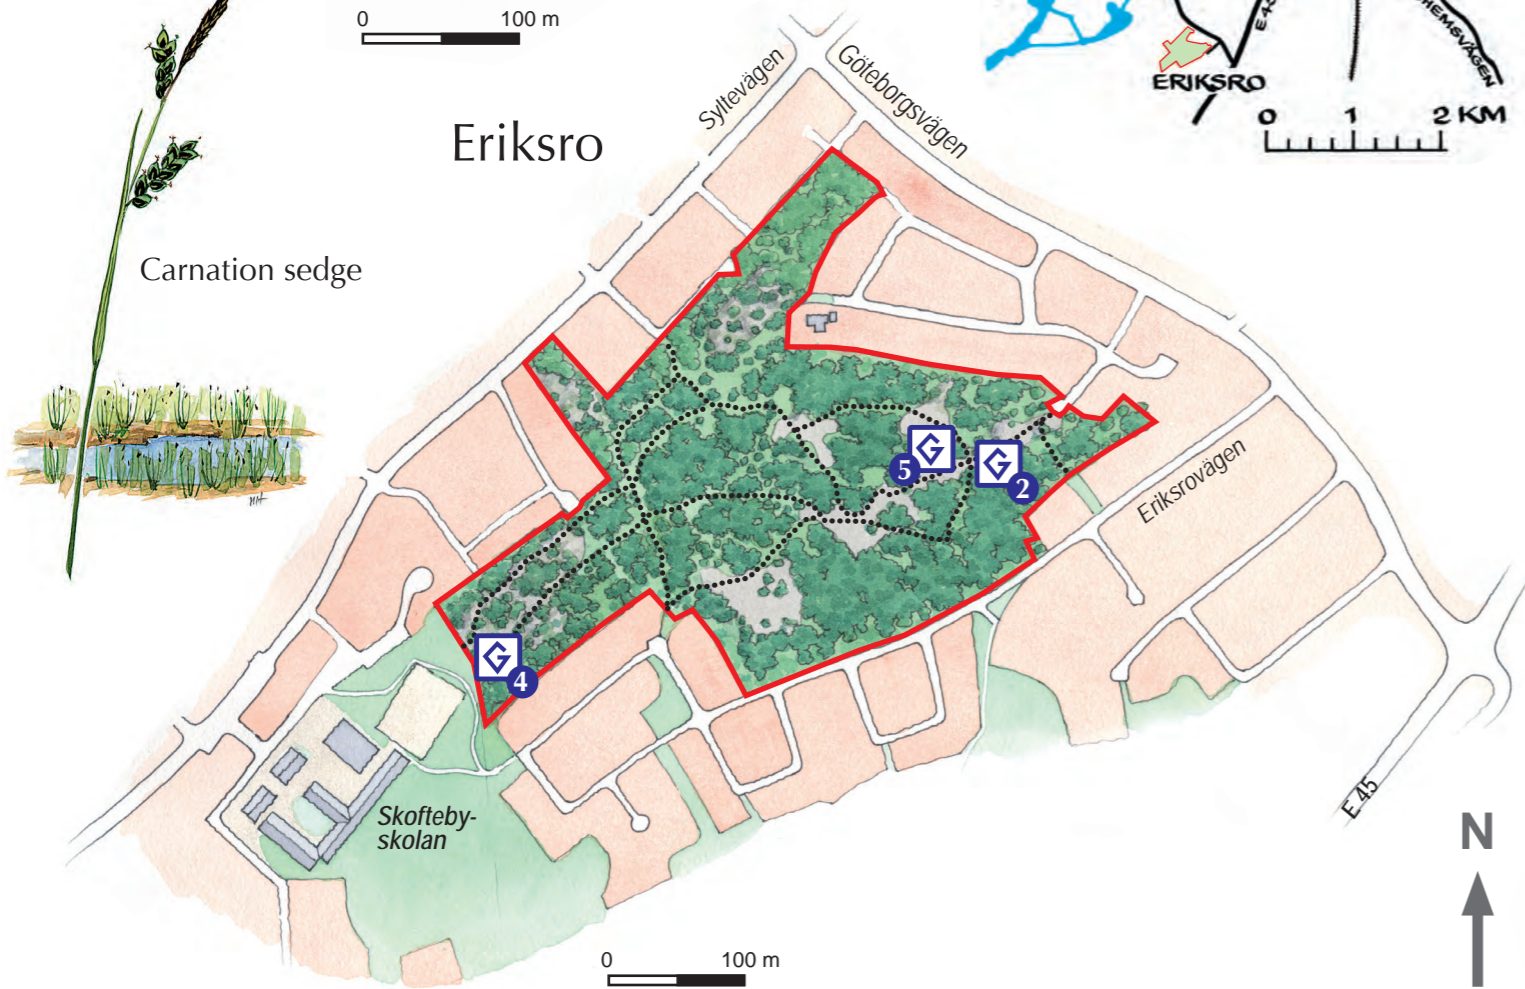 0 100 m
Syltevägen
Göteborgsvägen
E45
ERIKSRO
0 1 2 KM
Eriksro
Carnation sedge
G
5
G
2
Eriksrovägen
G
4
Skofteby-
skolan
E 45
N
0 100 m